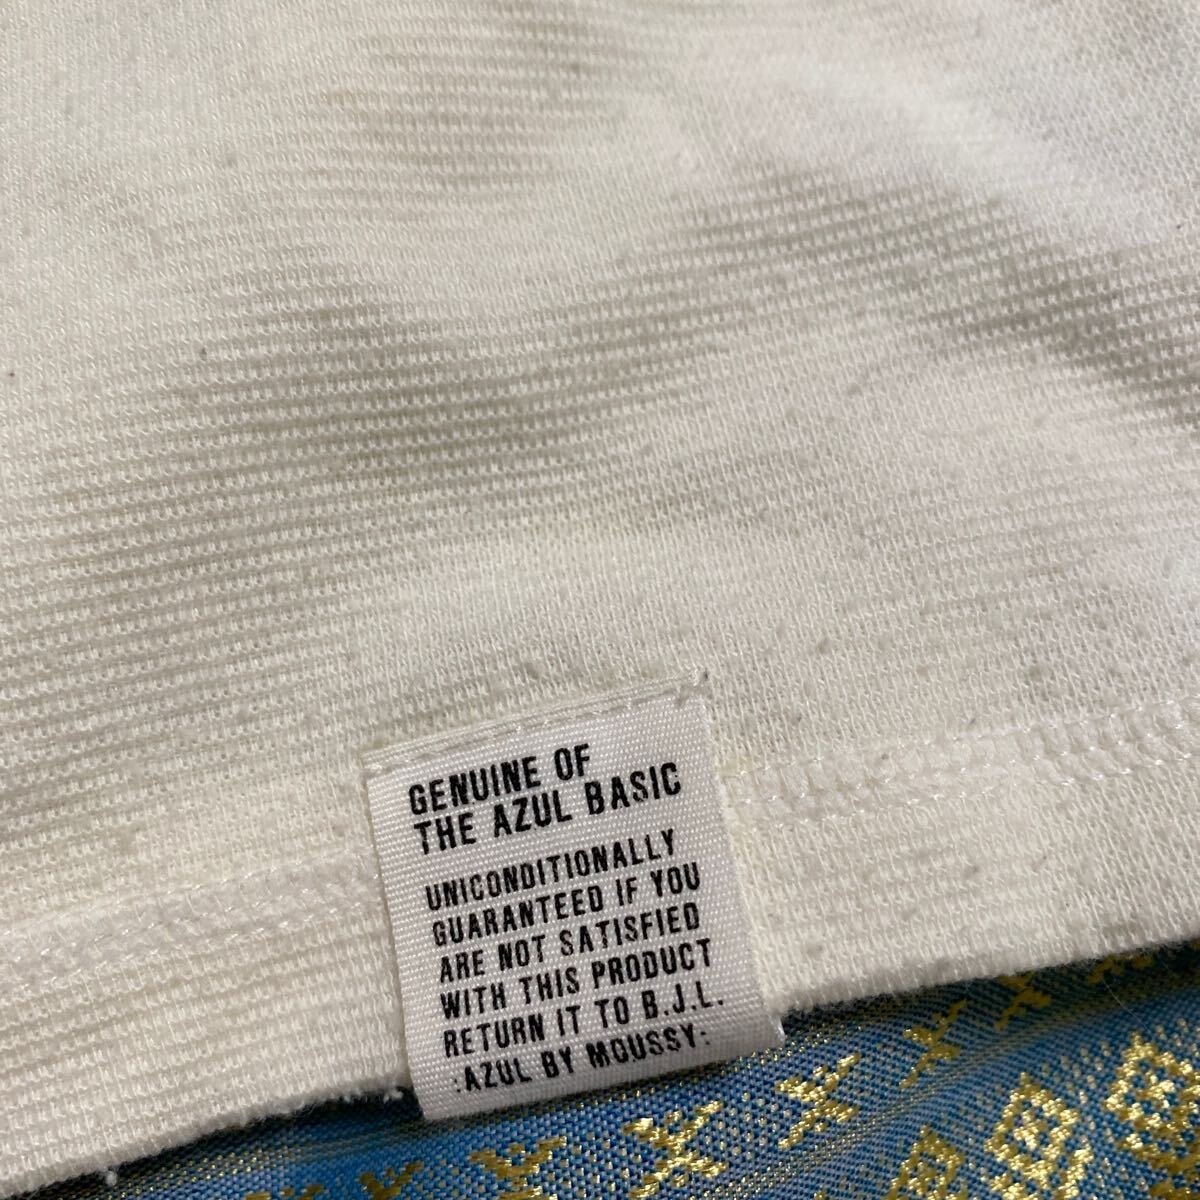 GENUINE OF
THE AZUL BASIC
UNICONDITIONALLY
GUARANTEED IF YOU
ARE NOT SATISFIED
WITH THIS PRODUCT
RETURN IT TO B.J.L.
:AZUL BY MOUSSY: